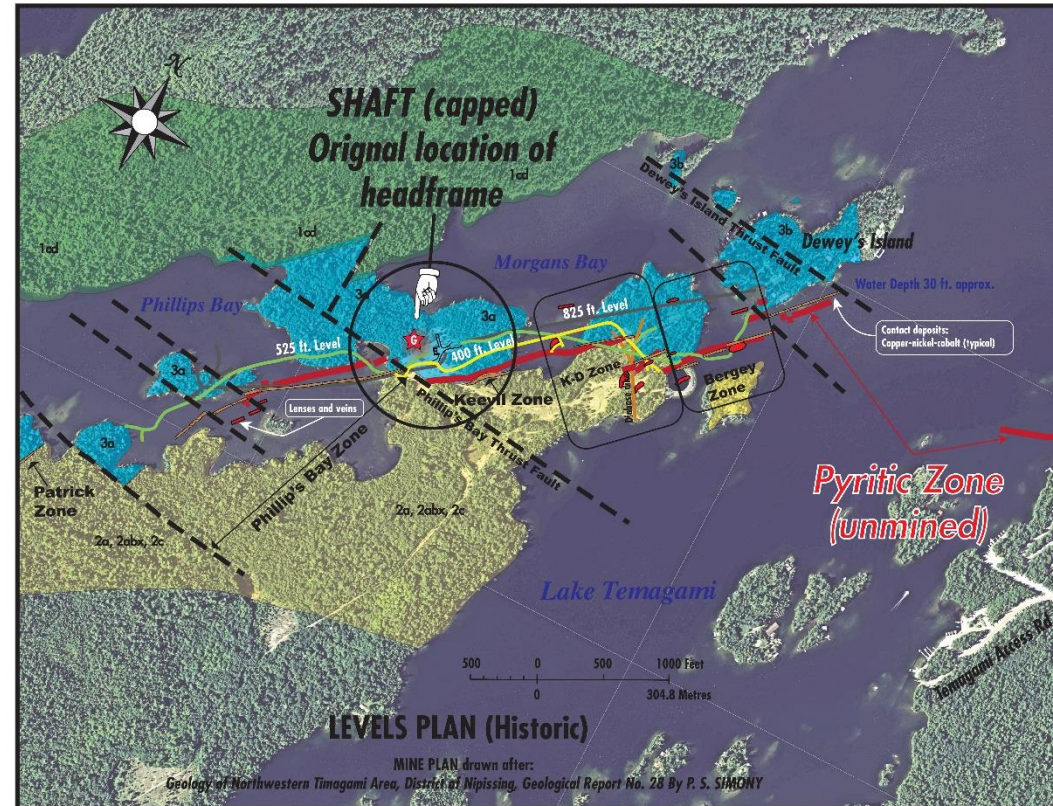 N
SHAFT (capped)
Orignal location of
headframe
1cd
1cd
1cd
3b
Dewey's Island Thrust Fault
3b
Dewey's Island
Morgans Bay
Phillips Bay
Water Depth 30 ft. approx.
3a
3a
825 ft. Level
525 ft. Level
G
400 ft. Level
Contact deposits:
Copper-nickel-cobalt (typical)
3a
K-D Zone
Bergey
Zone
Keevil Zone
Lenses and veins
Phillip's Bay Thrust Fault
3a
Phillip's Bay Zone
Patrick
Zone
Pyritic Zone
(unmined)
2a, 2abx, 2c
2a, 2abx, 2c
Lake Temagami
Temagami Access Rd
500 0 500 1000 Feet
0 304.8 Metres
LEVELS PLAN (Historic)
MINE PLAN drawn after:
Geology of Northwestern Timagami Area, District of Nipissing, Geological Report No. 28 By P. S. SIMONY